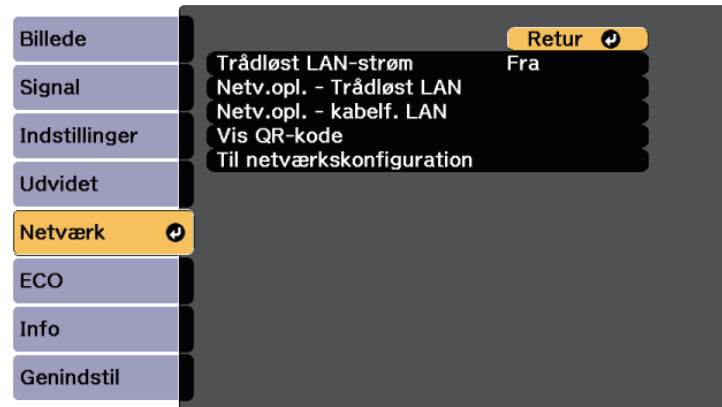 Billede
Signal
Indstillinger
Udvidet
Netværk
ECO
Info
Genindstil
Retur
Trådløst LAN-strøm Fra
Netv.opl. - Trådløst LAN
Netv.opl. - kabelf. LAN
Vis QR-kode
Til netværkskonfiguration